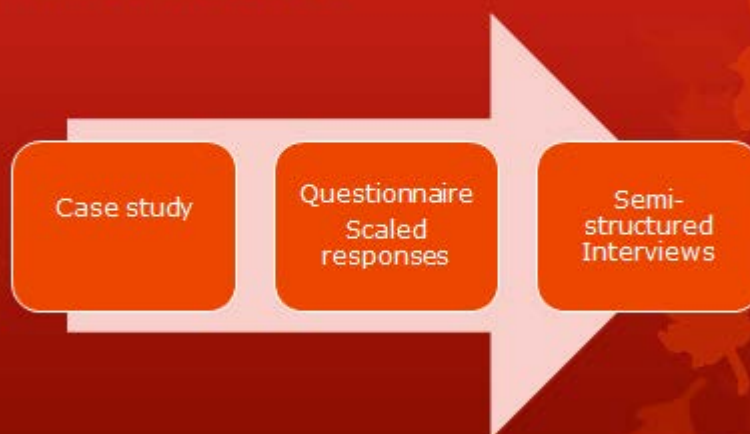 Case study
Questionnaire
Scaled
responses
Semi-
structured
Interviews